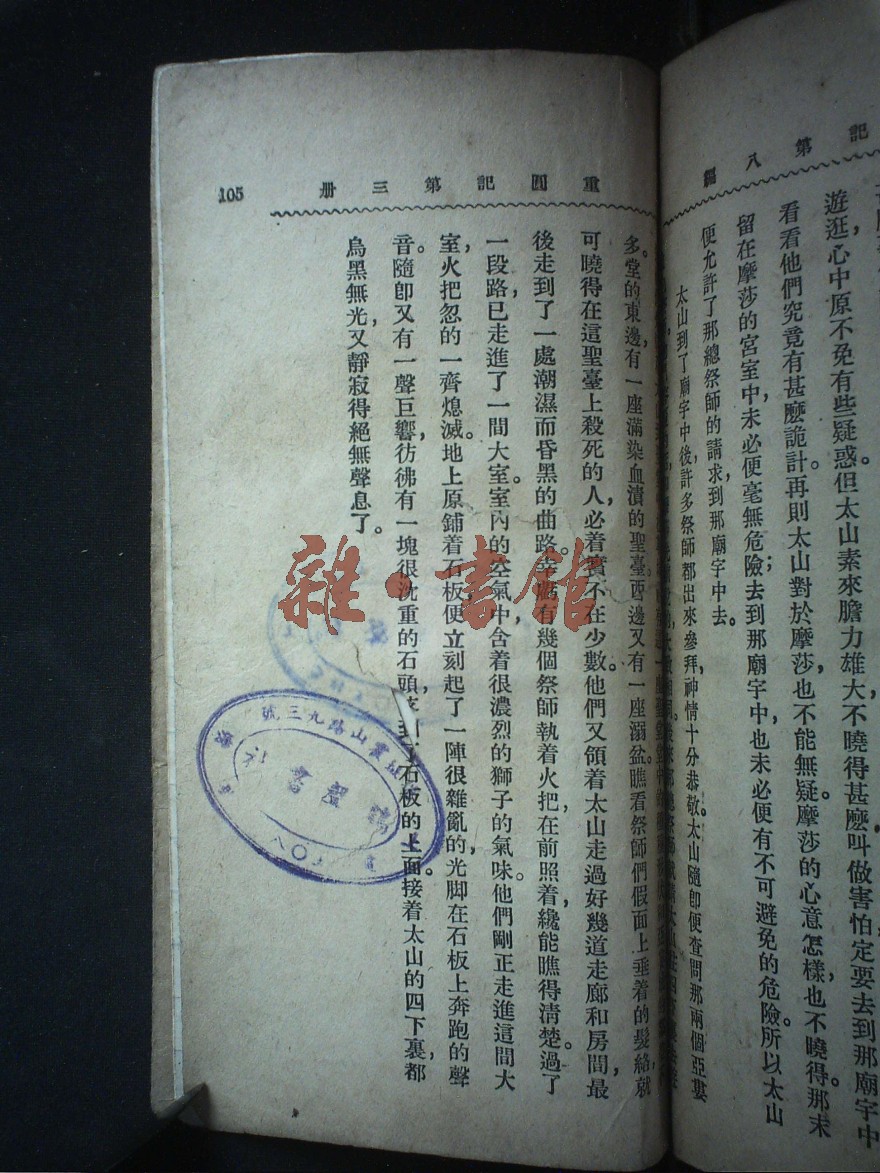 記第八編
遊逛，心中原不免有些疑惑但太山素來膽力雄大不曉得甚麽叫做害怕定要去到那廟宇中
看看他們究竟有甚麽詭計。再則太山對於摩莎也不能無疑摩莎的心意怎樣，也不曉得。那末
留在摩莎的宮室中未必便毫無危險；去到那廟宇中也未必便有不可避免的危險。所以太山
便允許了那總祭師的請求，到那廟宇中去。
太山到了廟宇中後，許多祭師都出來參拜，神情十分恭敬。太山隨卽便查問那兩個亞婁
重圓記第三册
105
多。堂的東邊，有一座滿染血漬的聖臺。西邊又有一座溺盆。瞧看祭師們假面上垂着的髮絡，就
可曉得在這聖臺上殺死的人，必着實不在少數。他們又領着太山走過好幾道走廊和房間，最
後走到了一處潮濕而昏黑的曲路。幸虧有幾個祭師執着火把，在前照着纔能瞧得清楚。過了
一段路，已走進了一間大室。室內的空氣中，含着很濃烈的獅子的氣味。他們剛正走進這間大
室，火把忽的一齊熄滅。地上原鋪着石板，便立刻起了一陣很雜亂的光脚在石板上奔跑的聲
音。隨卽又有一聲巨響，彷彿有一塊很沈重的石頭，落到了石板的上面。接着太山的四下裏，都
烏黑無光，又靜寂得絕無聲息了。
雜·書館
山路九三號
書社